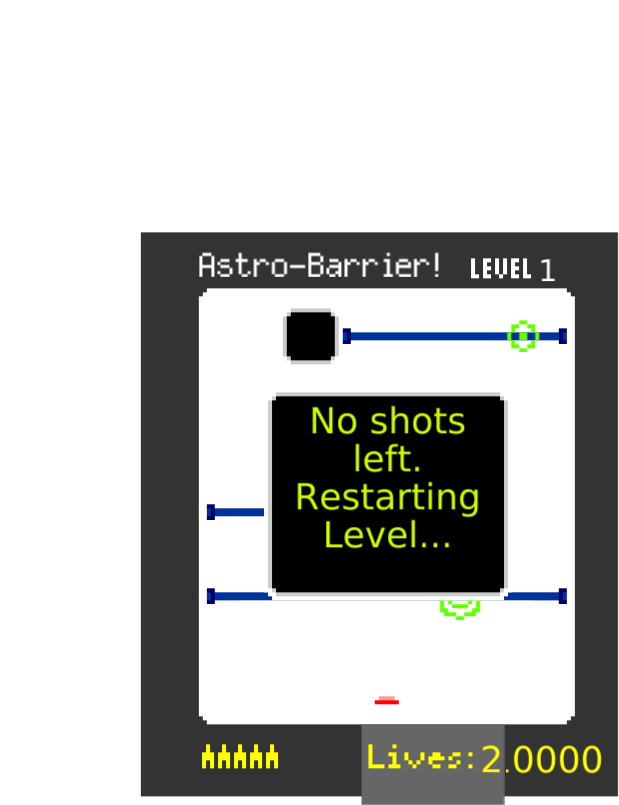 Astro-Barrier! LEVEL 1
No shots
left.
Restarting
Level...
Lives:2.0000